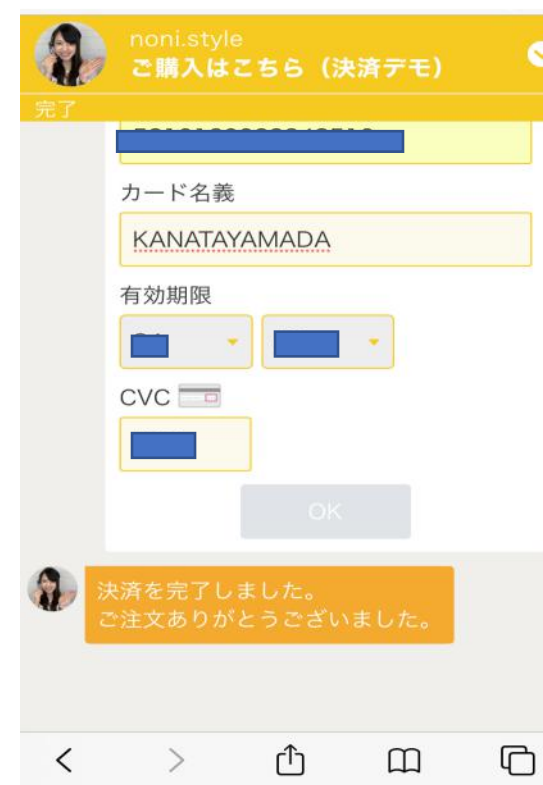 noni.style
ご購入はこちら（決済デモ）
完了
カード名義
KANATAYAMADA
有効期限
CVC
OK
決済を完了しました。
ご注文ありがとうございました。